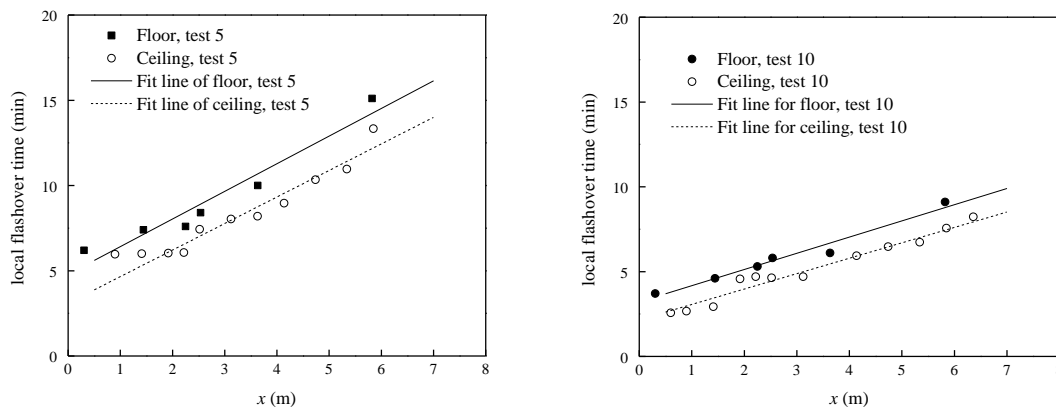 20
15
10
5
0
local flashover time (min)
Floor, test 5
Ceiling, test 5
Fit line of floor, test 5
Fit line of ceiling, test 5
0 1 2 3 4 5 6 7 8
x (m)
20
15
10
5
0
local flashover time (min)
Floor, test 10
Ceiling, test 10
Fit line for floor, test 10
Fit line for ceiling, test 10
0 1 2 3 4 5 6 7
x (m)